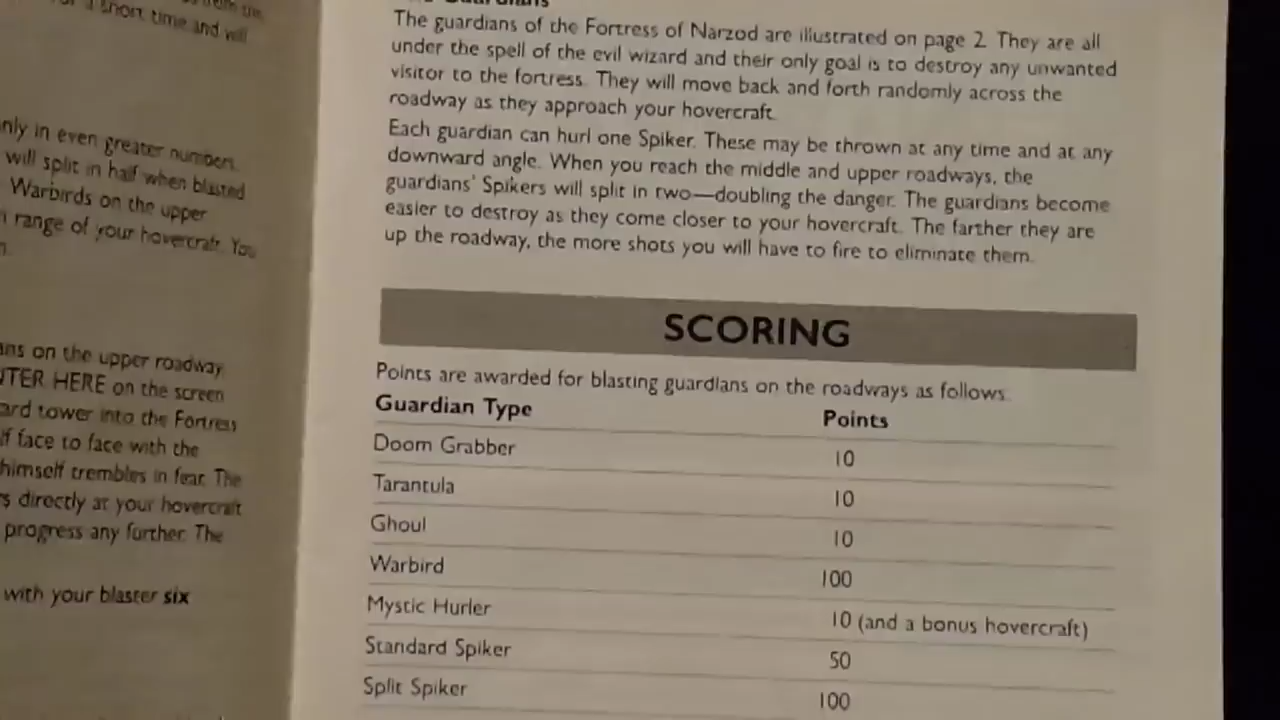 a short time and will
only in even greater numbers.
will split in half when blasted
Warbirds on the upper
range of your hovercraft. You
on the upper roadway
HERE on the screen
tower into the Fortress
face to face with the
himself trembles in fear. The
directly at your hovercraft
progress any further. The
with your blaster six
Guardians
The guardians of the Fortress of Narzod are illustrated on page 2. They are all
under the spell of the evil wizard and their only goal is to destroy any unwanted
visitor to the fortress. They will move back and forth randomly across the
roadway as they approach your hovercraft.
Each guardian can hurl one Spiker. These may be thrown at any time and at any
downward angle. When you reach the middle and upper roadways, the
guardians' Spikers will split in two—doubling the danger. The guardians become
easier to destroy as they come closer to your hovercraft. The farther they are
up the roadway, the more shots you will have to fire to eliminate them.
SCORING
Points are awarded for blasting guardians on the roadways as follows:
Guardian Type Points
Doom Grabber 10
Tarantula 10
Ghoul 10
Warbird 100
Mystic Hurler 10 (and a bonus hovercraft)
Standard Spiker 50
Split Spiker 100